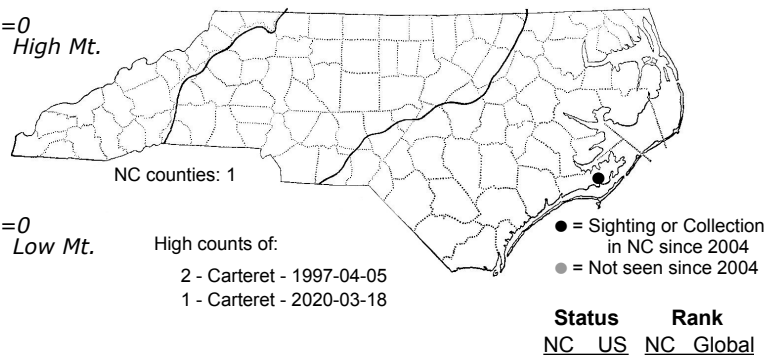 =0
High Mt.
NC counties: 1
=0
Low Mt.
High counts of:
2 - Carteret - 1997-04-05
1 - Carteret - 2020-03-18
● = Sighting or Collection
in NC since 2004
● = Not seen since 2004
Status Rank
NC US NC Global